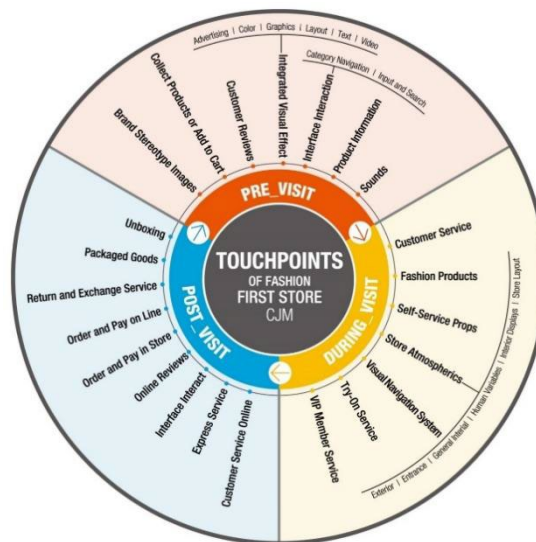 Advertising | Color | Graphics | Layout | Text | Video
Category Navigation | Input and Search
Brand Stereotype Images
Collect Products or Add to Cart
Customer Reviews
Integrated Visual Effect
Interface Interaction
Product Information
Sounds
PRE_VISIT
TOUCHPOINTS
OF FASHION
FIRST STORE
CJM
DURING_VISIT
Customer Service
Fashion Products
Self-Service Props
Store Atmospherics
Visual Navigation System
Try-On Service
VIP Member Service
Exterior | Entrance | General Interial | Human Variables | Interior Displays | Store Layout
POST_VISIT
Unboxing
Packaged Goods
Return and Exchange Service
Order and Pay on Line
Order and Pay in Store
Online Reviews
Interface Interact
Express Service
Customer Service Online